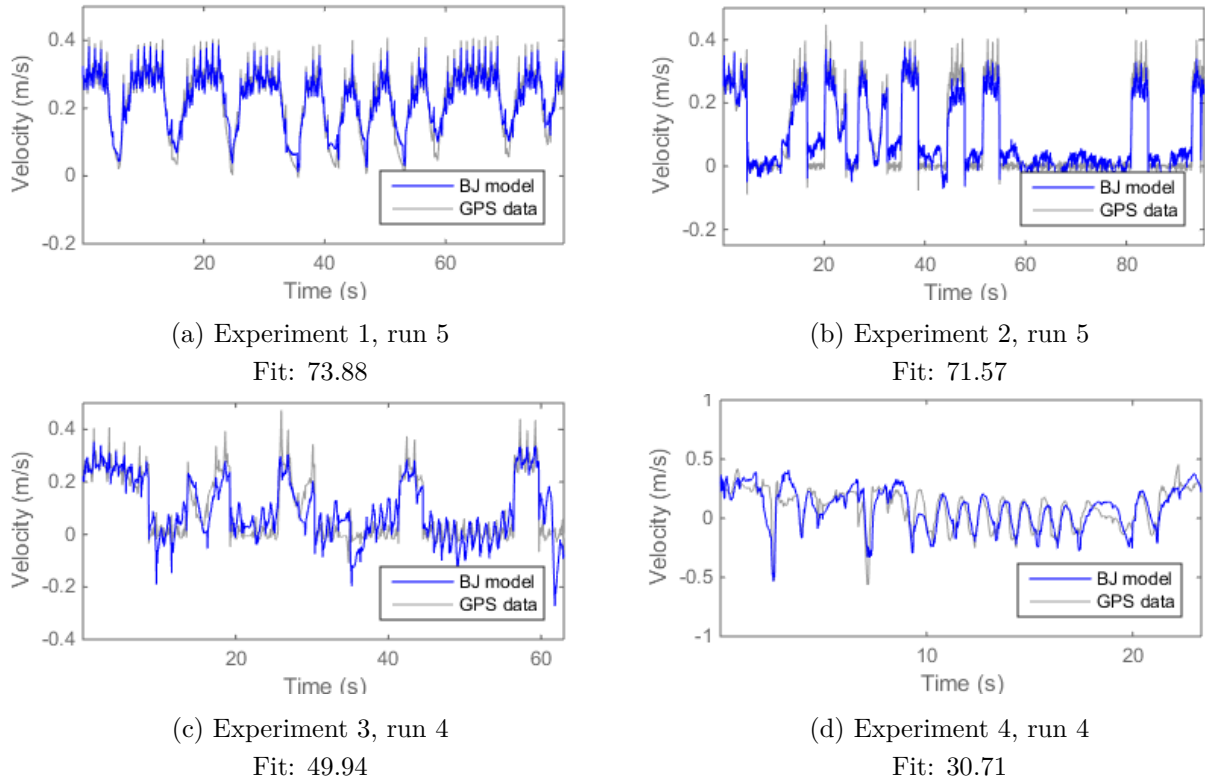 Velocity (m/s)
0.4
0.2
0
-0.2
20
40
60
Time (s)
BJ model
GPS data
(a) Experiment 1, run 5
Fit: 73.88
Velocity (m/s)
0.4
0.2
0
-0.2
20
40
60
80
Time (s)
BJ model
GPS data
(b) Experiment 2, run 5
Fit: 71.57
Velocity (m/s)
0.4
0.2
0
-0.2
-0.4
20
40
60
Time (s)
BJ model
GPS data
(c) Experiment 3, run 4
Fit: 49.94
Velocity (m/s)
1
0.5
0
-0.5
-1
10
20
Time (s)
BJ model
GPS data
(d) Experiment 4, run 4
Fit: 30.71